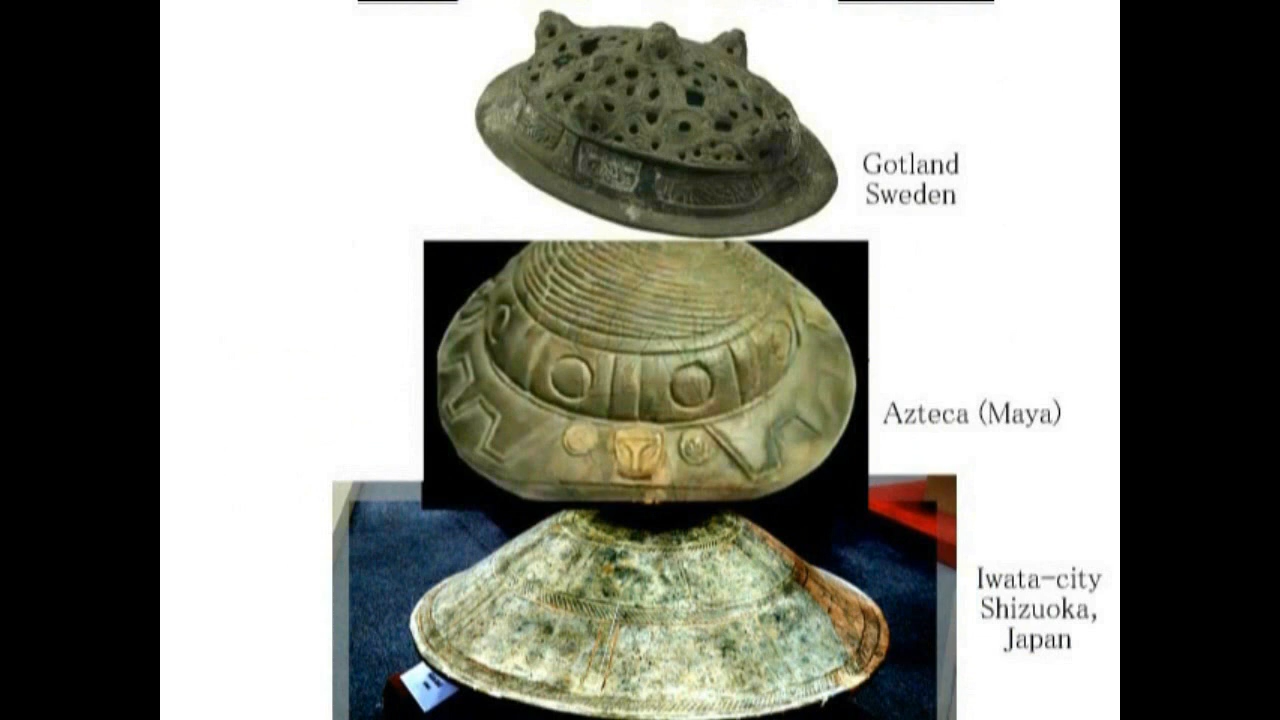 Gotland
Sweden
Azteca (Maya)
Iwata-city
Shizuoka,
Japan